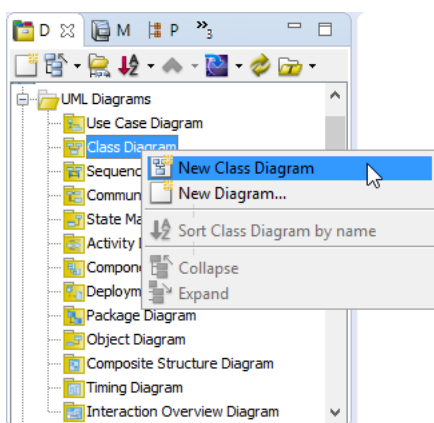 D M P »3
UML Diagrams
Use Case Diagram
Class Diagram
Sequenc
New Class Diagram
Commun
New Diagram...
State Ma
Sort Class Diagram by name
Activity
Compone
Collapse
Deploym
Expand
Package Diagram
Object Diagram
Composite Structure Diagram
Timing Diagram
Interaction Overview Diagram